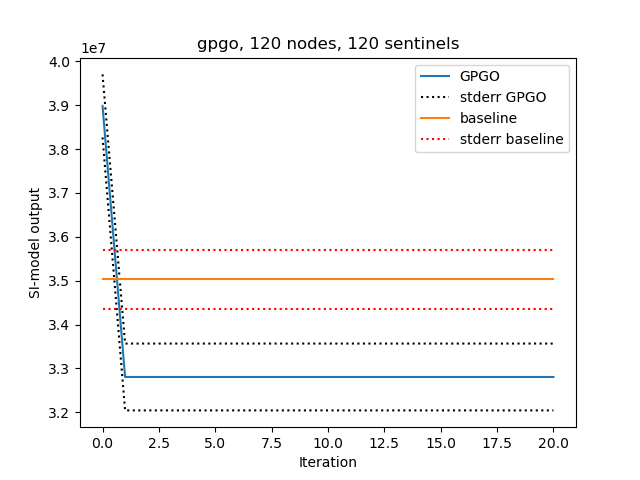 gpgo, 120 nodes, 120 sentinels
1e7
4.0
3.9
3.8
3.7
3.6
3.5
3.4
3.3
3.2
SI-model output
GPGO
stderr GPGO
baseline
stderr baseline
0.0 2.5 5.0 7.5 10.0 12.5 15.0 17.5 20.0
Iteration